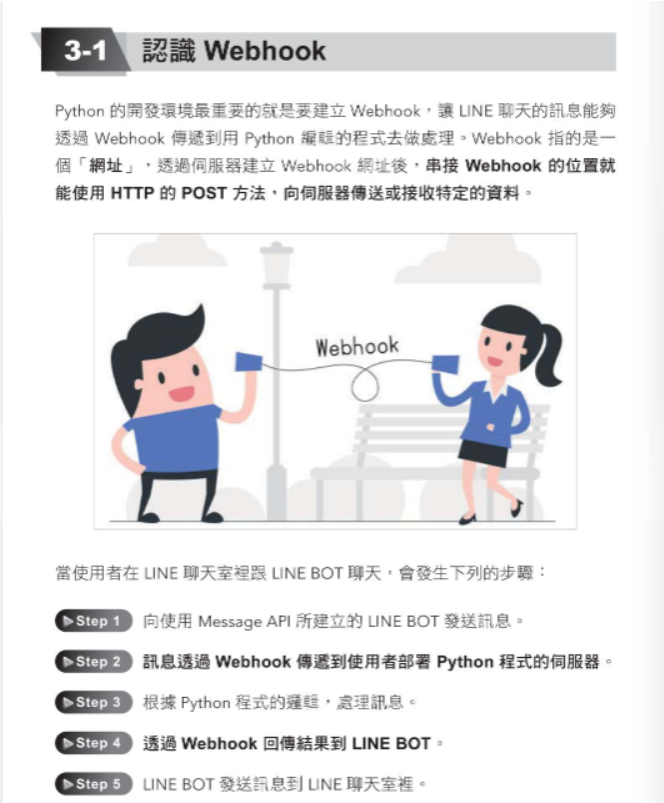 3-1 認識 Webhook
Python 的開發環境最重要的就是要建立 Webhook，讓 LINE 聊天的訊息能夠
透過 Webhook 傳遞到用 Python 編輯的程式去做處理。Webhook 指的是一
個「網址」，透過伺服器建立 Webhook 網址後，串接 Webhook 的位置就
能使用 HTTP 的 POST 方法，向伺服器傳送或接收特定的資料。
Webhook
當使用者在 LINE 聊天室裡跟 LINE BOT 聊天，會發生下列的步驟：
▶Step 1 向使用 Message API 所建立的 LINE BOT 發送訊息。
▶Step 2 訊息透過 Webhook 傳遞到使用者部署 Python 程式的伺服器。
▶Step 3 根據 Python 程式的邏輯，處理訊息。
▶Step 4 透過 Webhook 回傳結果到 LINE BOT。
▶Step 5 LINE BOT 發送訊息到 LINE 聊天室裡。